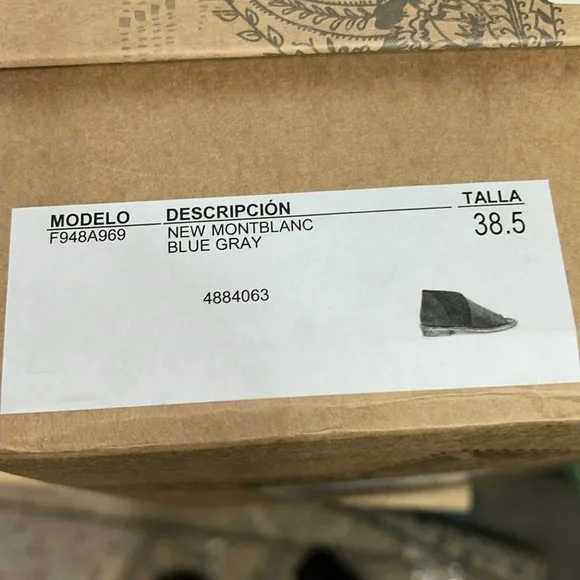 MODELO DESCRIPCIÓN TALLA
F948A969 NEW MONTBLANC 38.5
BLUE GRAY
4884063